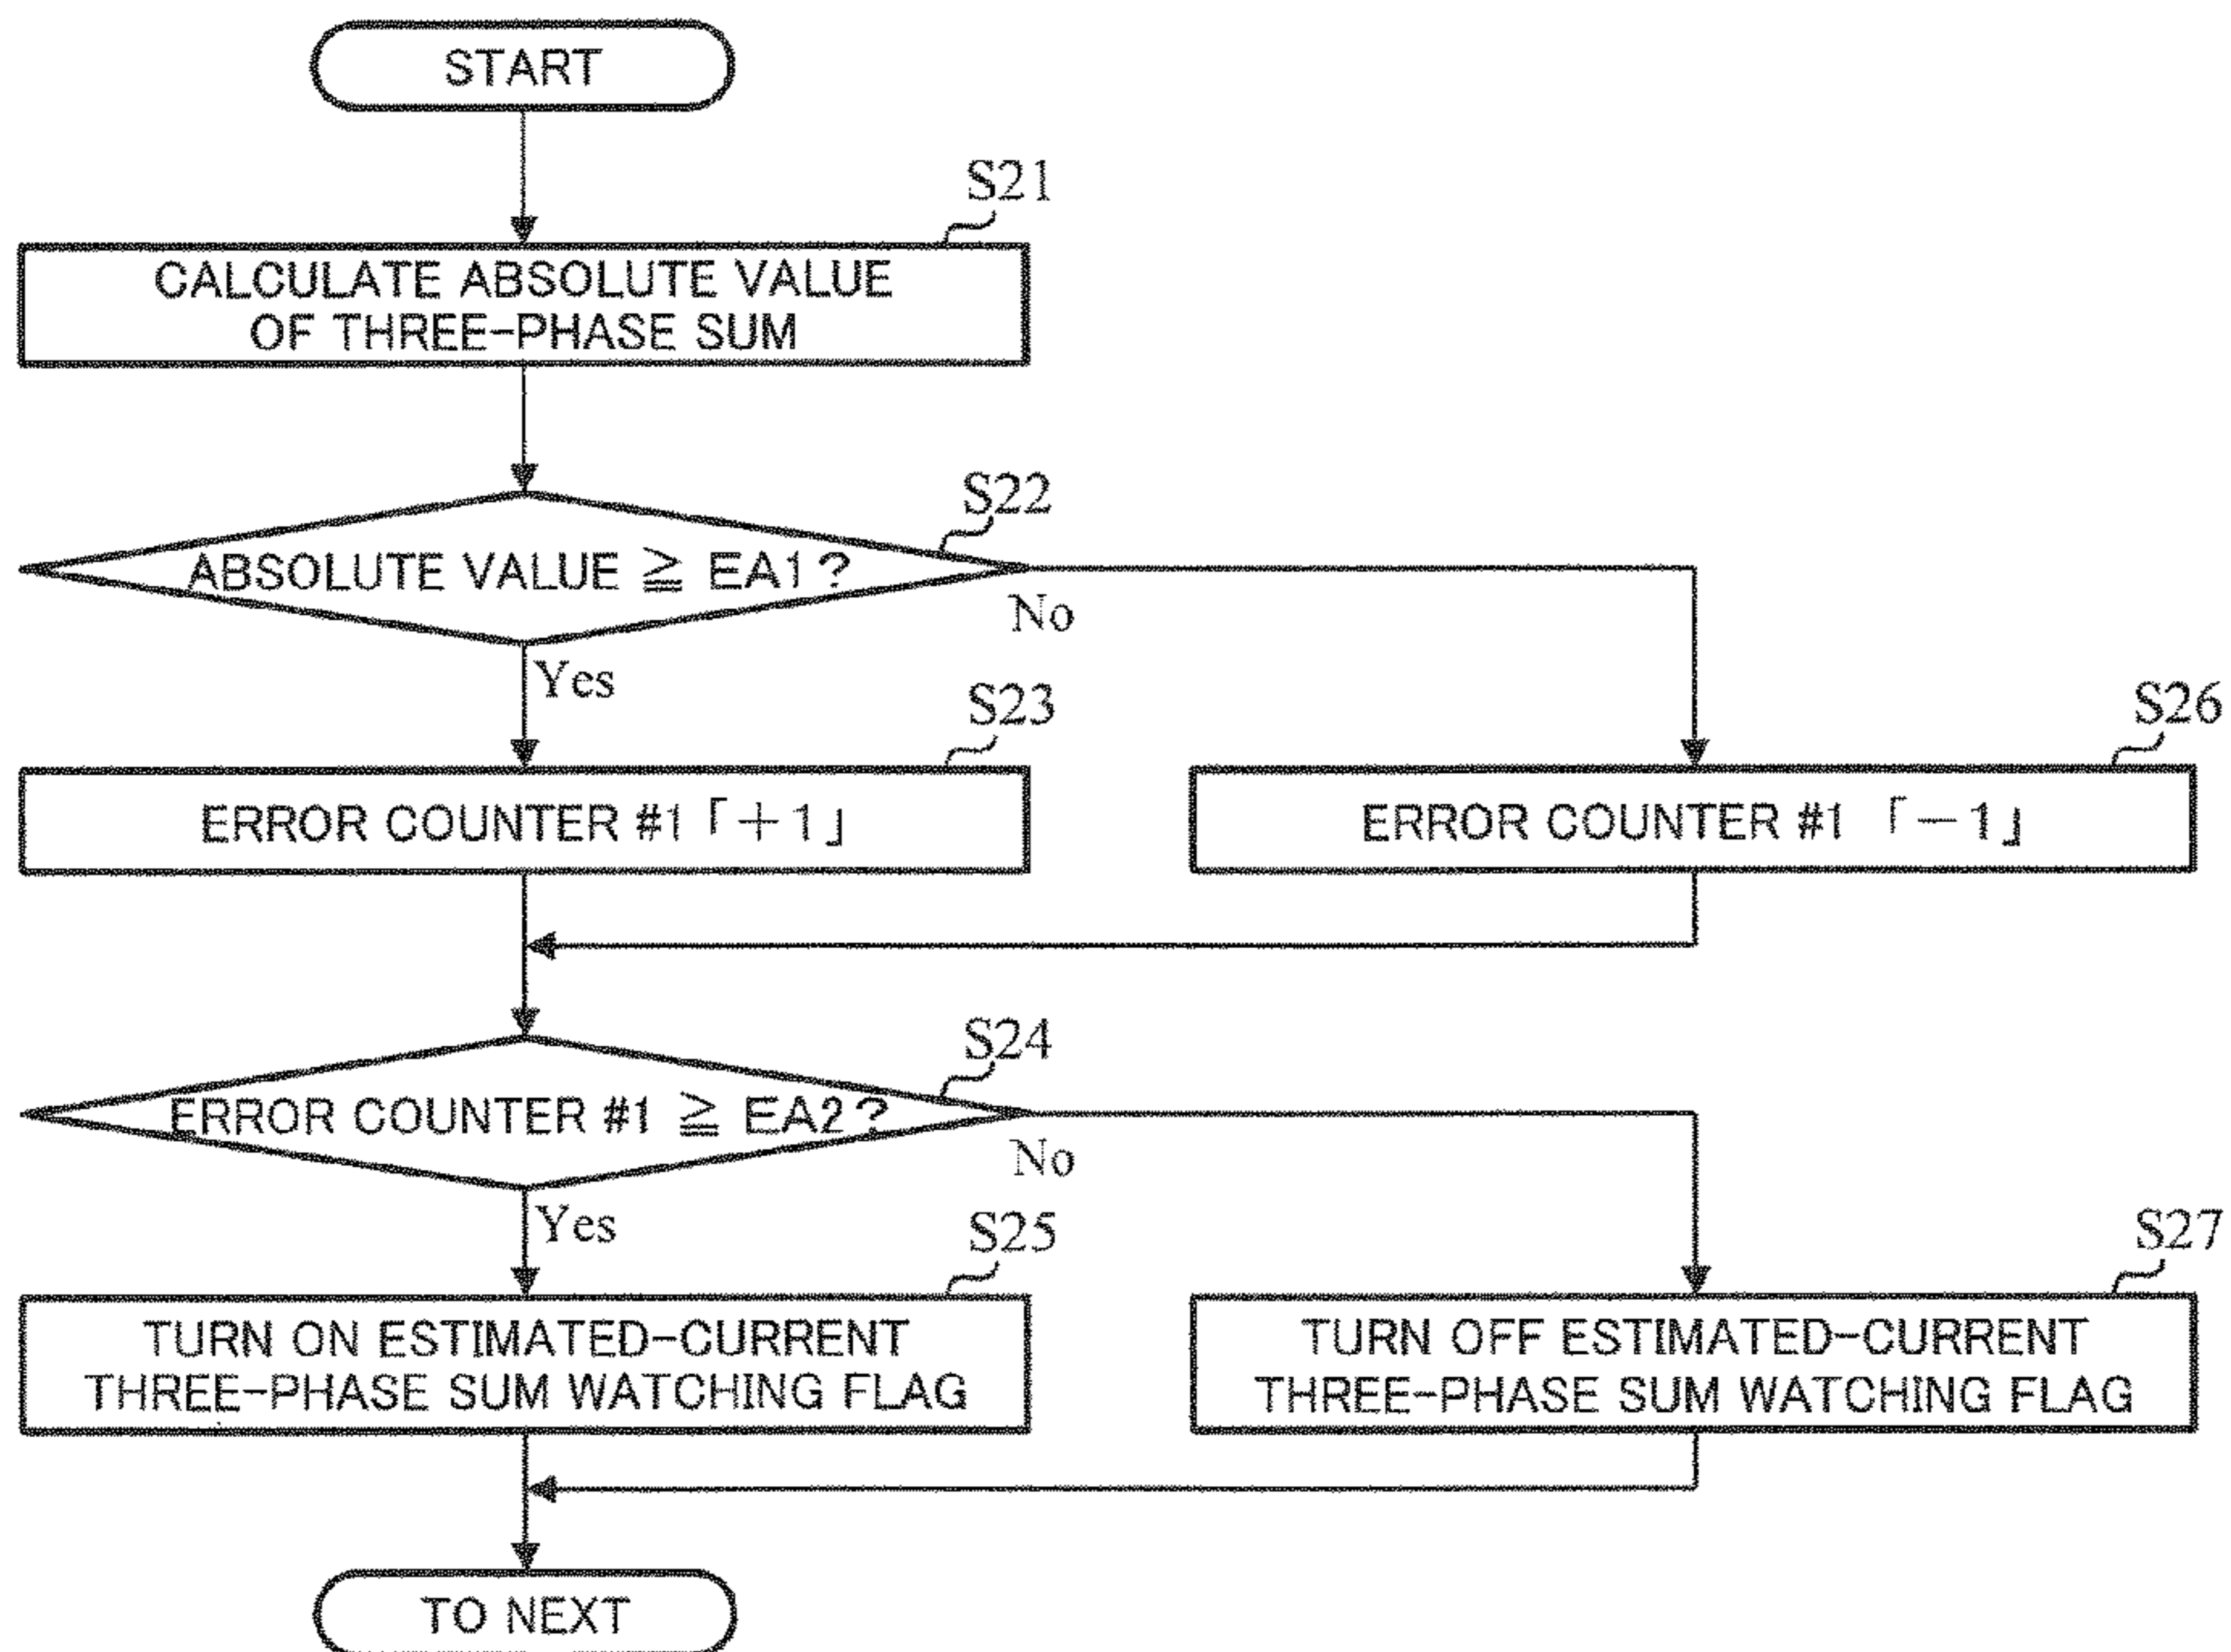 START
S21
CALCULATE ABSOLUTE VALUE
OF THREE-PHASE SUM
S22
ABSOLUTE VALUE ≧ EA1?
No
Yes
S23
S26
ERROR COUNTER #1「+1」
ERROR COUNTER #1 「-1」
S24
ERROR COUNTER #1 ≧ EA2?
No
Yes
S25
S27
TURN ON ESTIMATED-CURRENT
THREE-PHASE SUM WATCHING FLAG
TURN OFF ESTIMATED-CURRENT
THREE-PHASE SUM WATCHING FLAG
TO NEXT